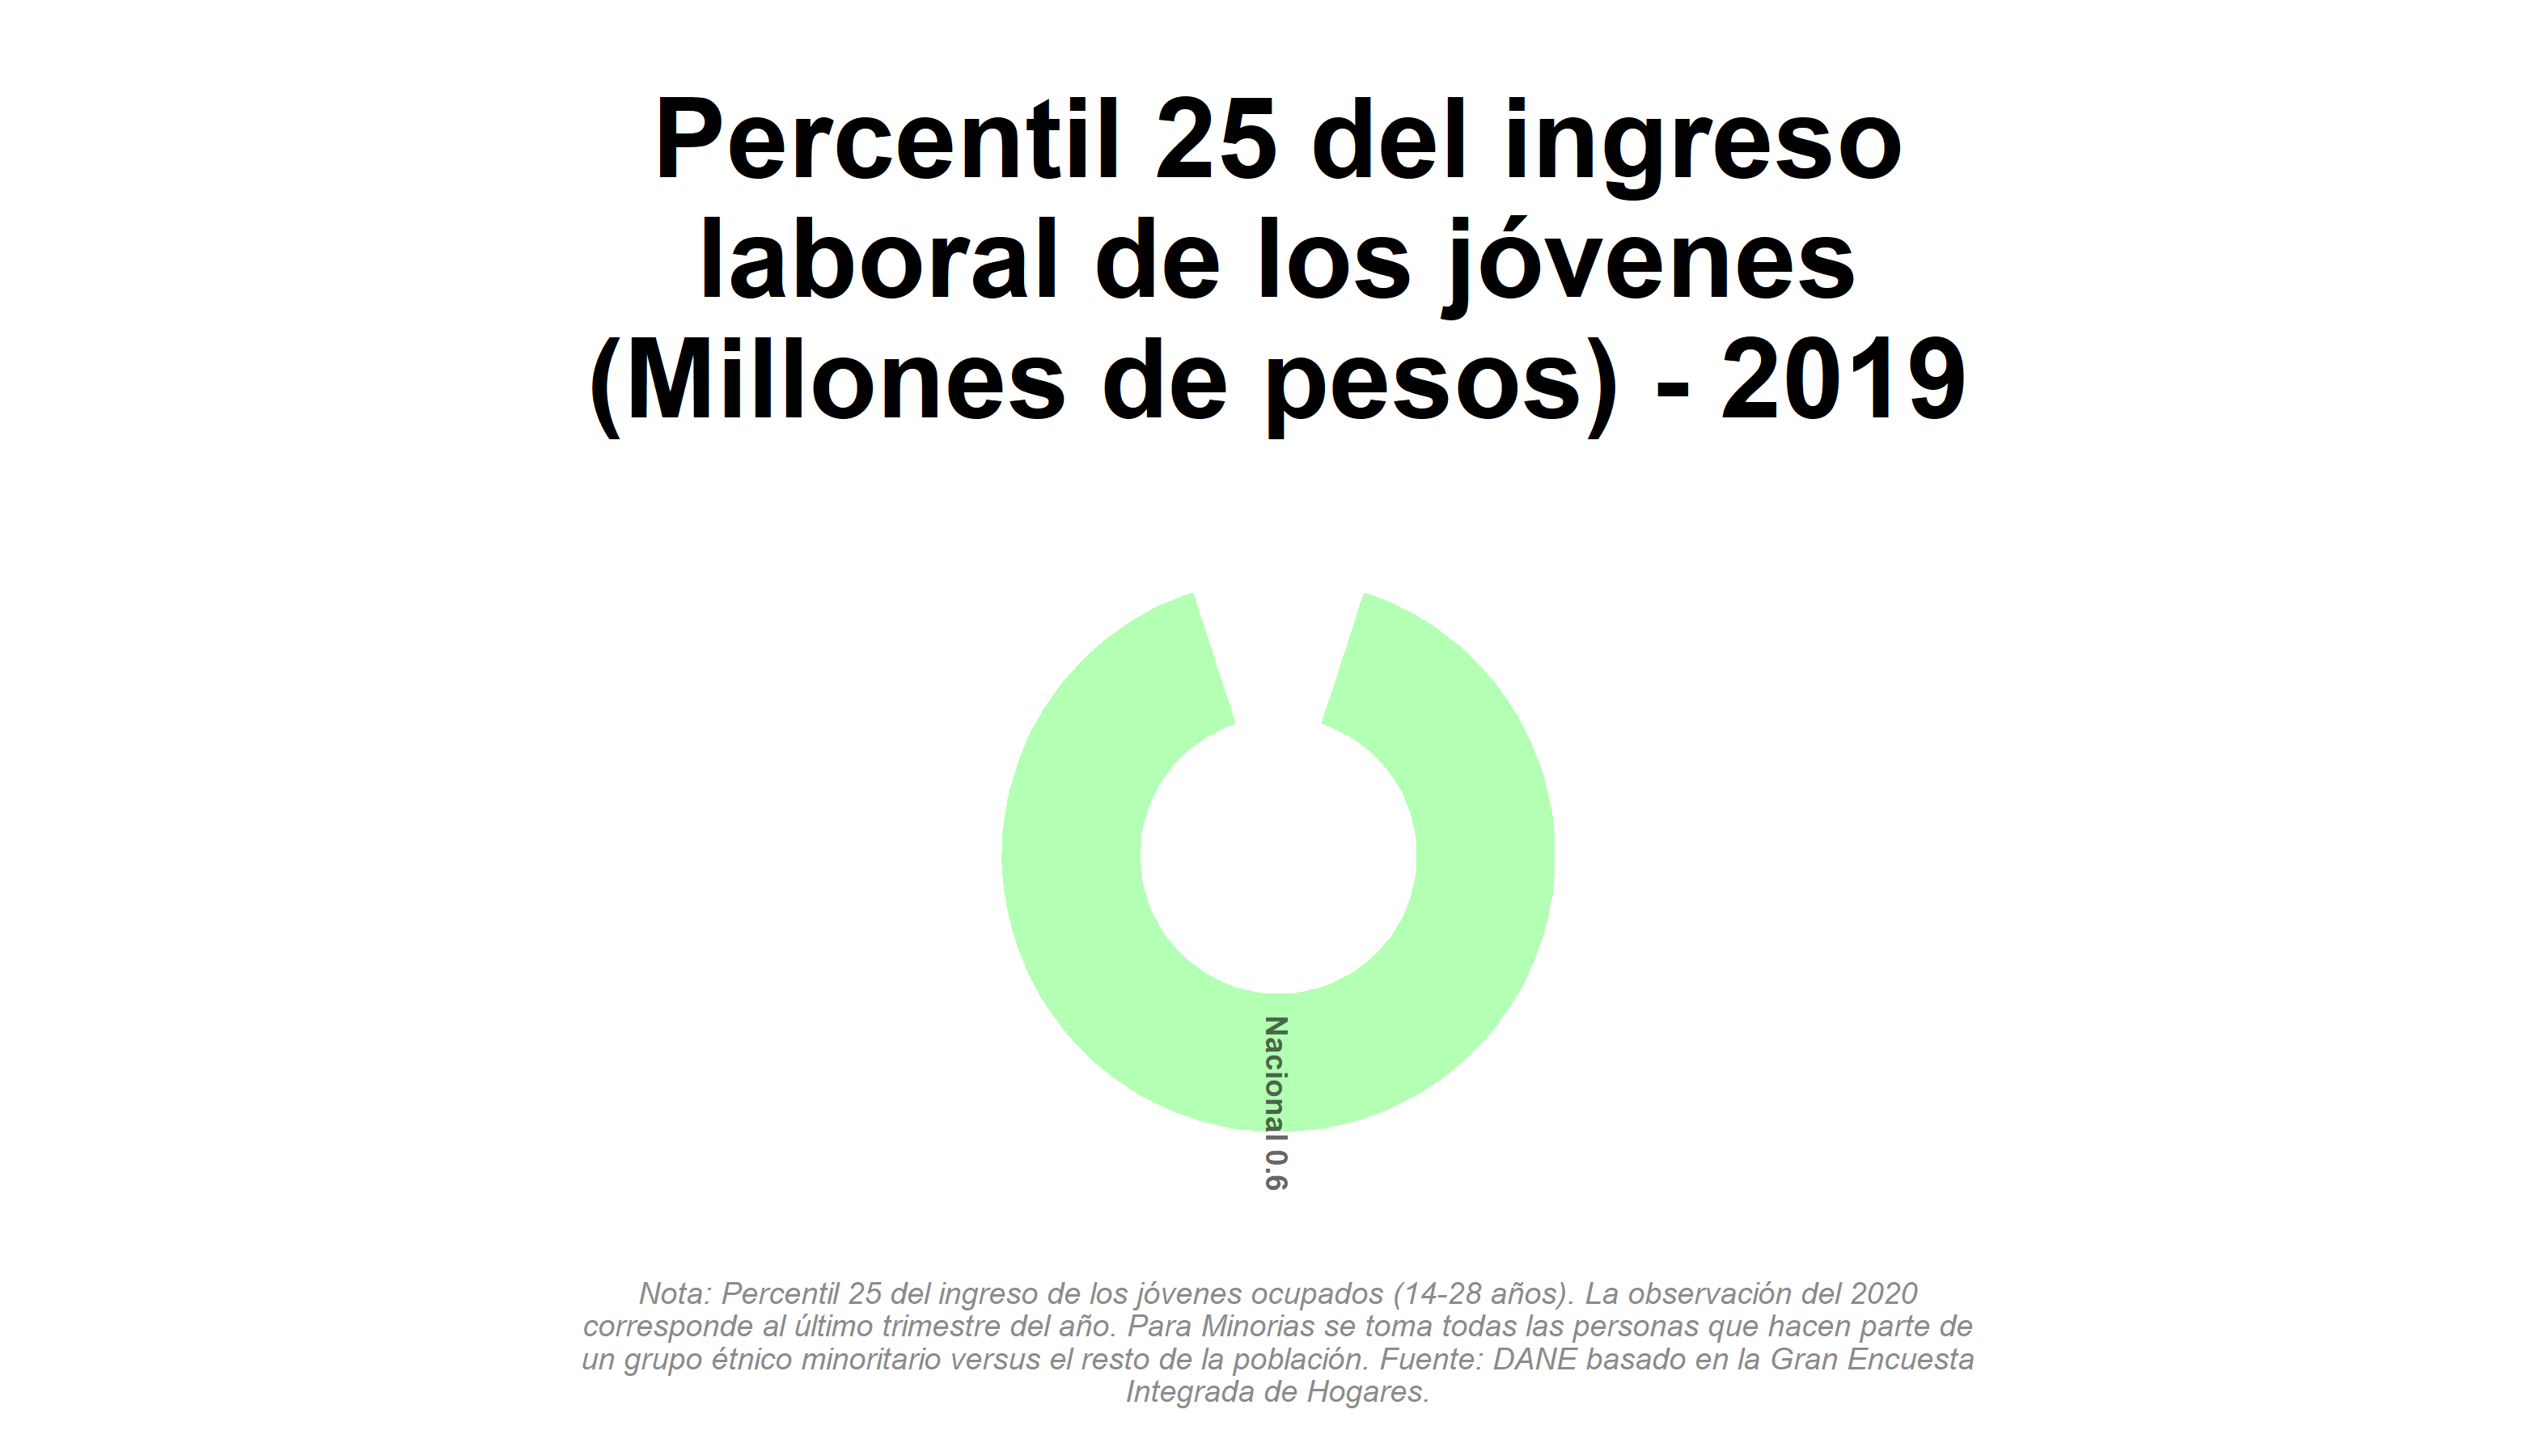 Percentil 25 del ingreso
laboral de los jóvenes
(Millones de pesos) - 2019
Nacional 0.6
Nota: Percentil 25 del ingreso de los jóvenes ocupados (14-28 años). La observación del 2020
corresponde al último trimestre del año. Para Minorias se toma todas las personas que hacen parte de
un grupo étnico minoritario versus el resto de la población. Fuente: DANE basado en la Gran Encuesta
Integrada de Hogares.